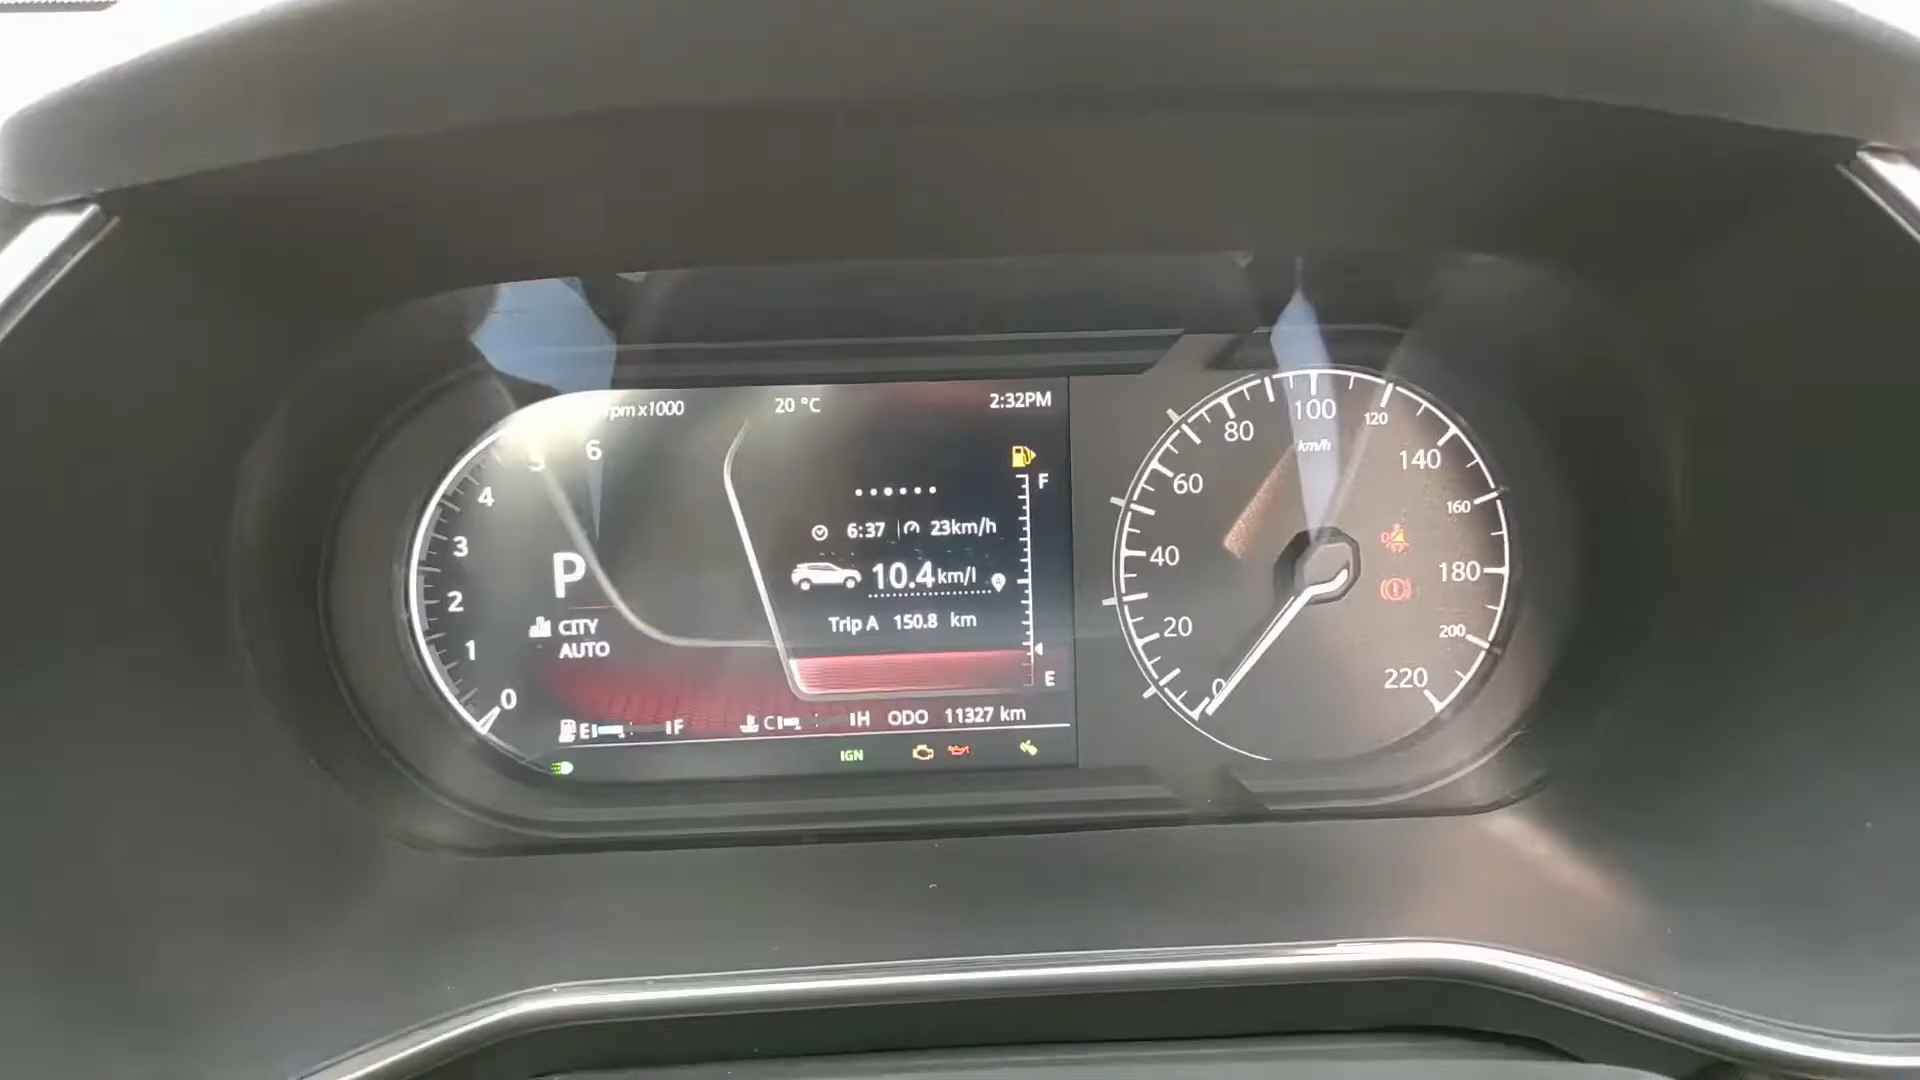 rpm x1000
20 °C
2:32PM
6
5
4
3
2
1
0
P
CITY
AUTO
6:37
23km/h
10.4km/l
A
Trip A 150.8 km
F
E
E F
C H
ODO 11327 km
IGN
0
20
40
60
80
100
120
140
160
180
200
220
km/h